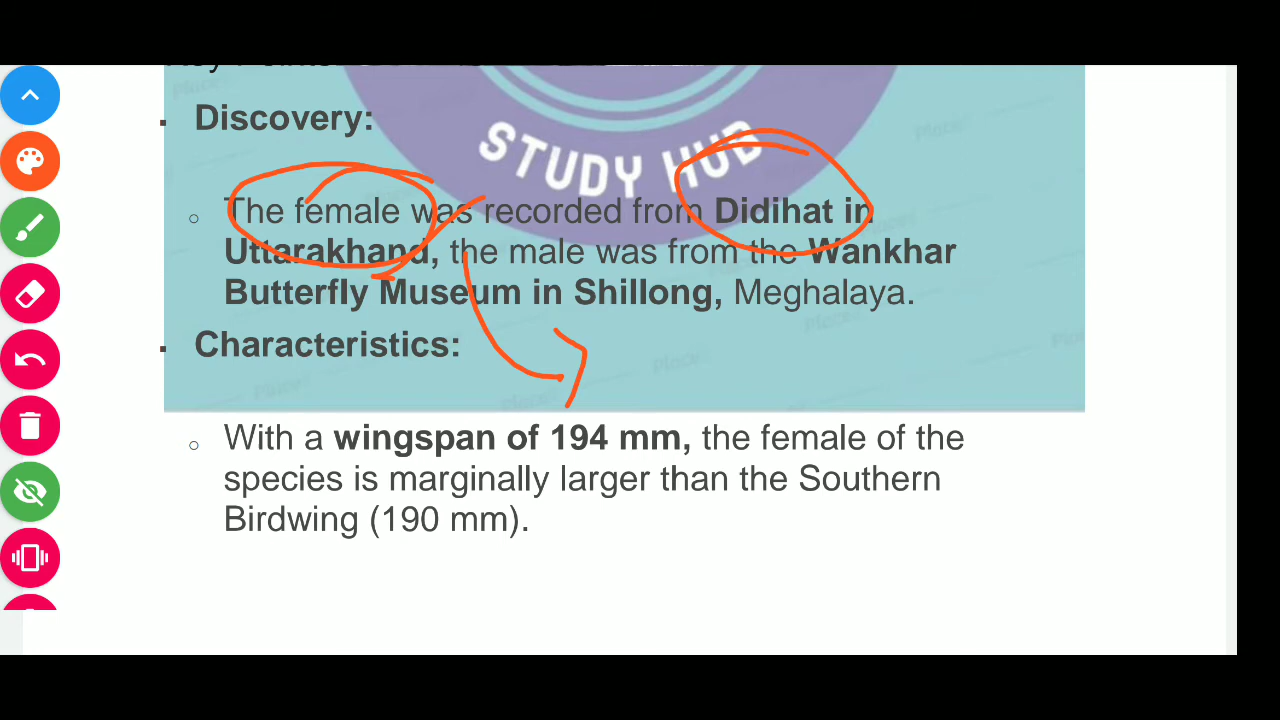 Discovery:
STUDY HUB
The female was recorded from Didihat in
Uttarakhand, the male was from the Wankhar
Butterfly Museum in Shillong, Meghalaya.
Characteristics:
With a wingspan of 194 mm, the female of the
species is marginally larger than the Southern
Birdwing (190 mm).